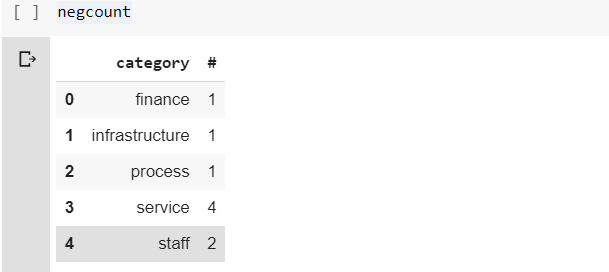 [ ] negcount
category #
0 finance 1
1 infrastructure 1
2 process 1
3 service 4
4 staff 2